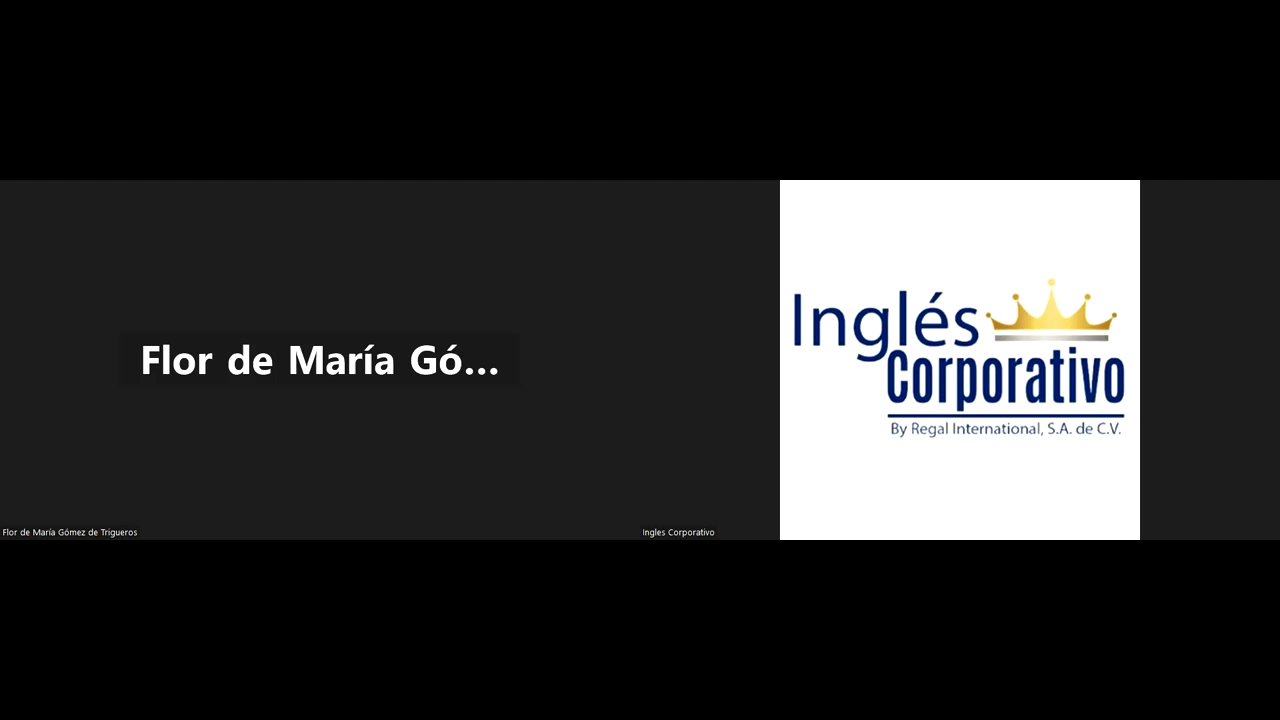 Flor de María Gó...
Flor de María Gómez de Trigueros
Inglés
Corporativo
By Regal International, S.A. de C.V.
Ingles Corporativo